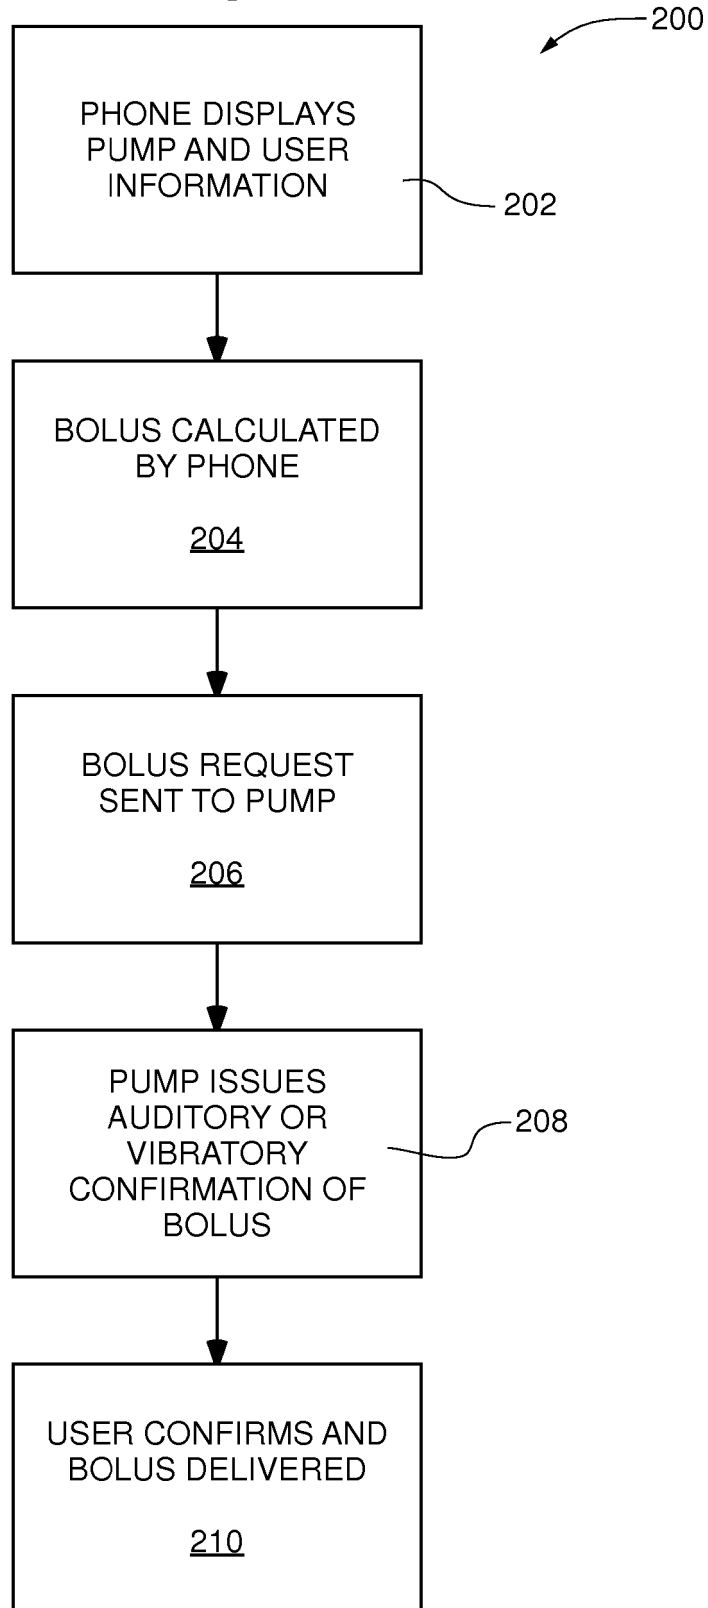 200
PHONE DISPLAYS
PUMP AND USER
INFORMATION
202
BOLUS CALCULATED
BY PHONE
204
BOLUS REQUEST
SENT TO PUMP
206
PUMP ISSUES
AUDITORY OR
VIBRATORY
CONFIRMATION OF
BOLUS
208
USER CONFIRMS AND
BOLUS DELIVERED
210